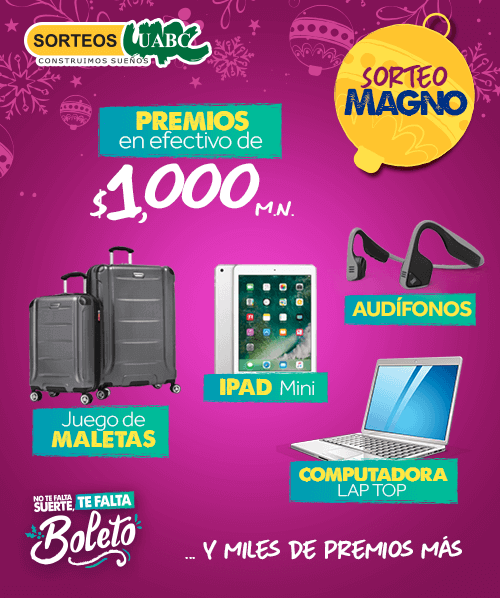 SORTEOS UABC
CONSTRUIMOS SUEÑOS
SORTEO
MAGNO
PREMIOS
en efectivo de
$1,000 M.N.
AUDÍFONOS
IPAD Mini
Juego de
MALETAS
COMPUTADORA
LAP TOP
NO TE FALTA
SUERTE, TE FALTA
Boleto
... Y MILES DE PREMIOS MÁS